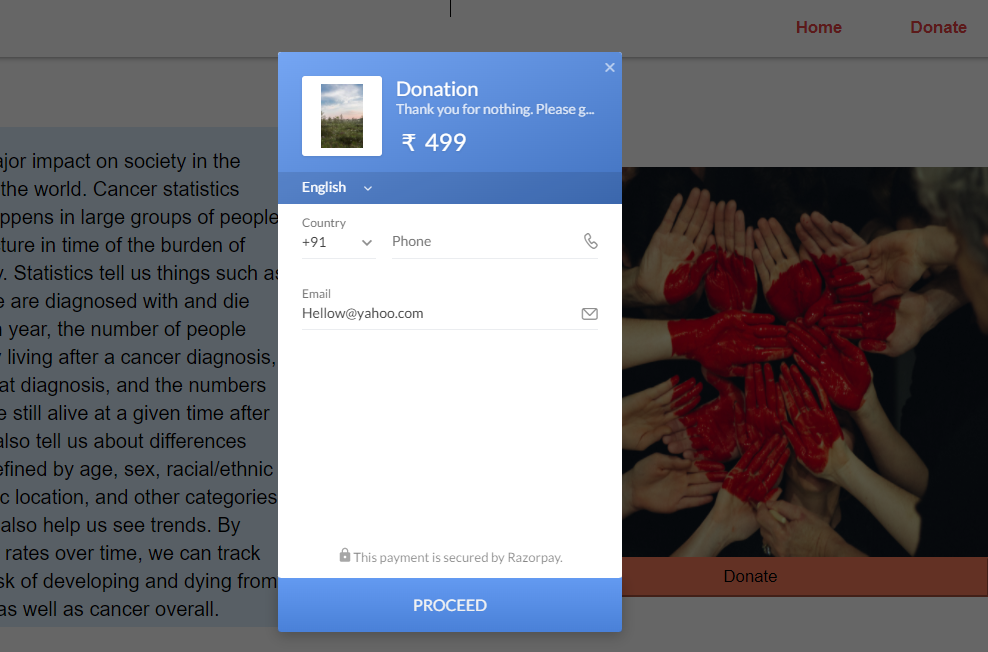 Home
Donate
Donation
Thank you for nothing. Please g...
₹ 499
English
Country
+91
Phone
Email
Hellow@yahoo.com
This payment is secured by Razorpay.
PROCEED
ajor impact on society in the
the world. Cancer statistics
ppens in large groups of people
ture in time of the burden of
y. Statistics tell us things such as
e are diagnosed with and die
year, the number of people
living after a cancer diagnosis,
at diagnosis, and the numbers
e still alive at a given time after
also tell us about differences
efined by age, sex, racial/ethnic
c location, and other categories
also help us see trends. By
rates over time, we can track
sk of developing and dying from
as well as cancer overall.
Donate